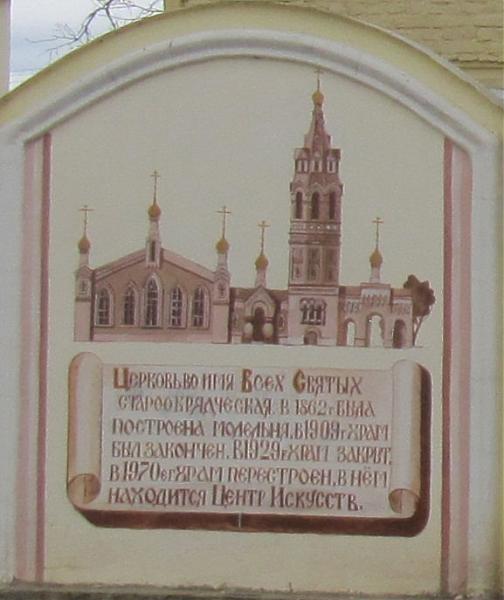 Церковь во имя Всех Святых
старообрядческая. в 1862 г. была
построена молельня. в 1909 г. храм
был закончен. в 1929 г. храм закрыт.
в 1970 е г храм перестроен. в нём
находится Центр Искусств.